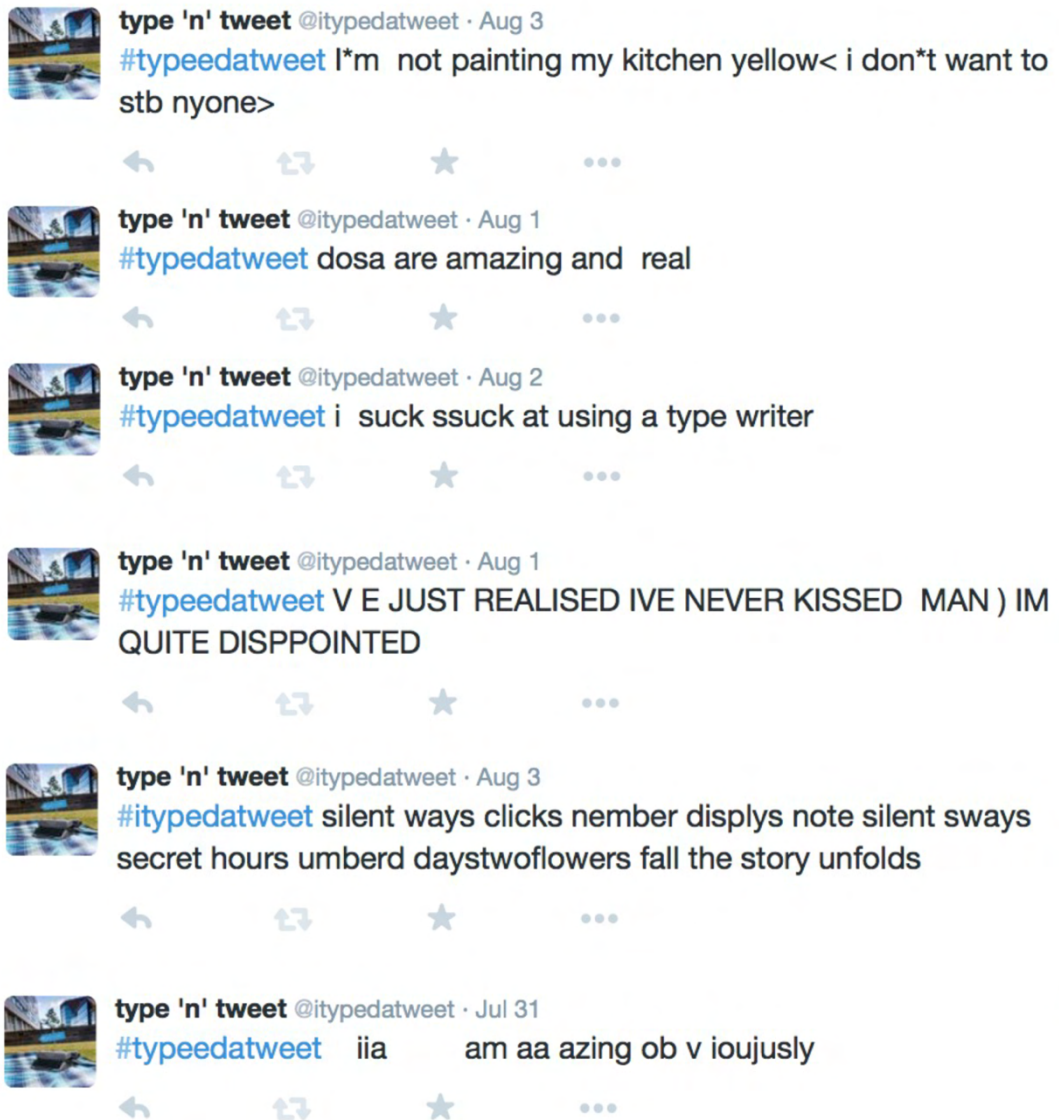 type 'n' tweet @itypedatweet · Aug 3
#typeedatweet I*m  not painting my kitchen yellow< i don*t want to
stb nyone>
type 'n' tweet @itypedatweet · Aug 1
#typedatweet dosa are amazing and  real
type 'n' tweet @itypedatweet · Aug 2
#typeedatweet i  suck ssuck at using a type writer
type 'n' tweet @itypedatweet · Aug 1
#typeedatweet V E JUST REALISED IVE NEVER KISSED  MAN ) IM
QUITE DISPPOINTED
type 'n' tweet @itypedatweet · Aug 3
#itypedatweet silent ways clicks nember displys note silent sways
secret hours umberd daystwoflowers fall the story unfolds
type 'n' tweet @itypedatweet · Jul 31
#typeedatweet    iia        am aa azing ob v ioujusly